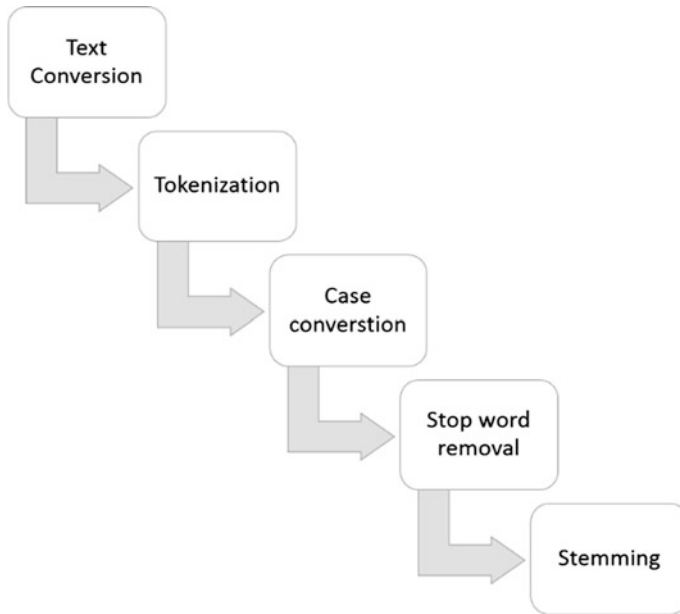 Text
Conversion
Tokenization
Case
converstion
Stop word
removal
Stemming